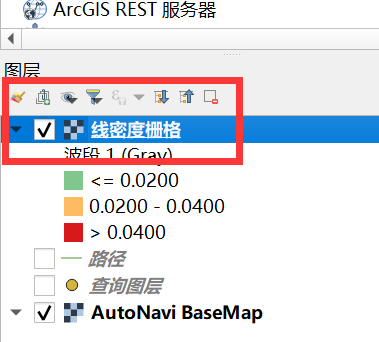 ArcGIS REST 服务器
图层
线密度栅格
波段 1 (Gray)
<= 0.0200
0.0200 - 0.0400
> 0.0400
路径
查询图层
AutoNavi BaseMap